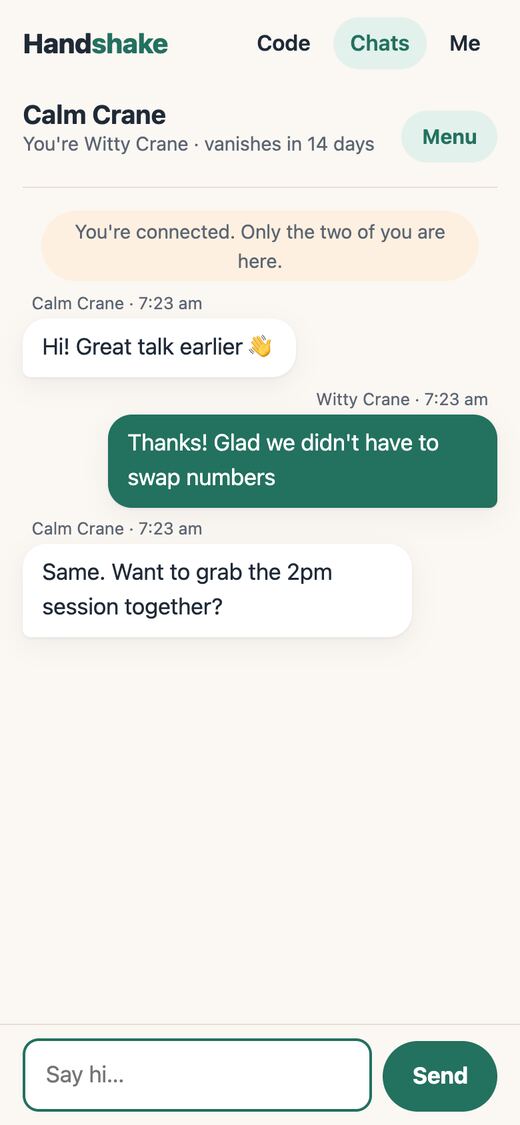 Handshake Code Chats Me
Calm Crane
You're Witty Crane · vanishes in 14 days
Menu
You're connected. Only the two of you are
here.
Calm Crane · 7:23 am
Hi! Great talk earlier 👋
Witty Crane · 7:23 am
Thanks! Glad we didn't have to
swap numbers
Calm Crane · 7:23 am
Same. Want to grab the 2pm
session together?
Say hi...
Send